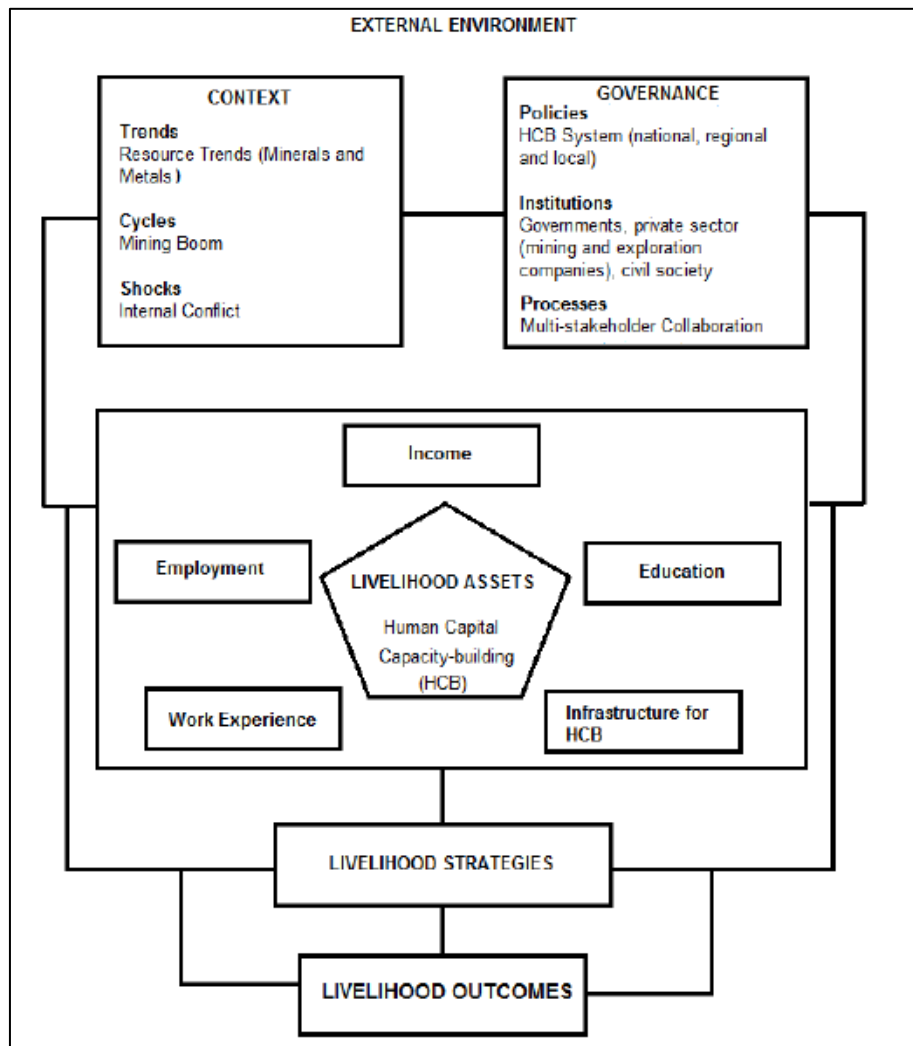 EXTERNAL ENVIRONMENT
CONTEXT
Trends
Resource Trends (Minerals and
Metals)
Cycles
Mining Boom
Shocks
Internal Conflict
GOVERNANCE
Policies
HCB System (national, regional
and local)
Institutions
Governments, private sector
(mining and exploration
companies), civil society
Processes
Multi-stakeholder Collaboration
Income
Employment
Education
LIVELIHOOD ASSETS
Human Capital
Capacity-building
(HCB)
Work Experience
Infrastructure for
HCB
LIVELIHOOD STRATEGIES
LIVELIHOOD OUTCOMES